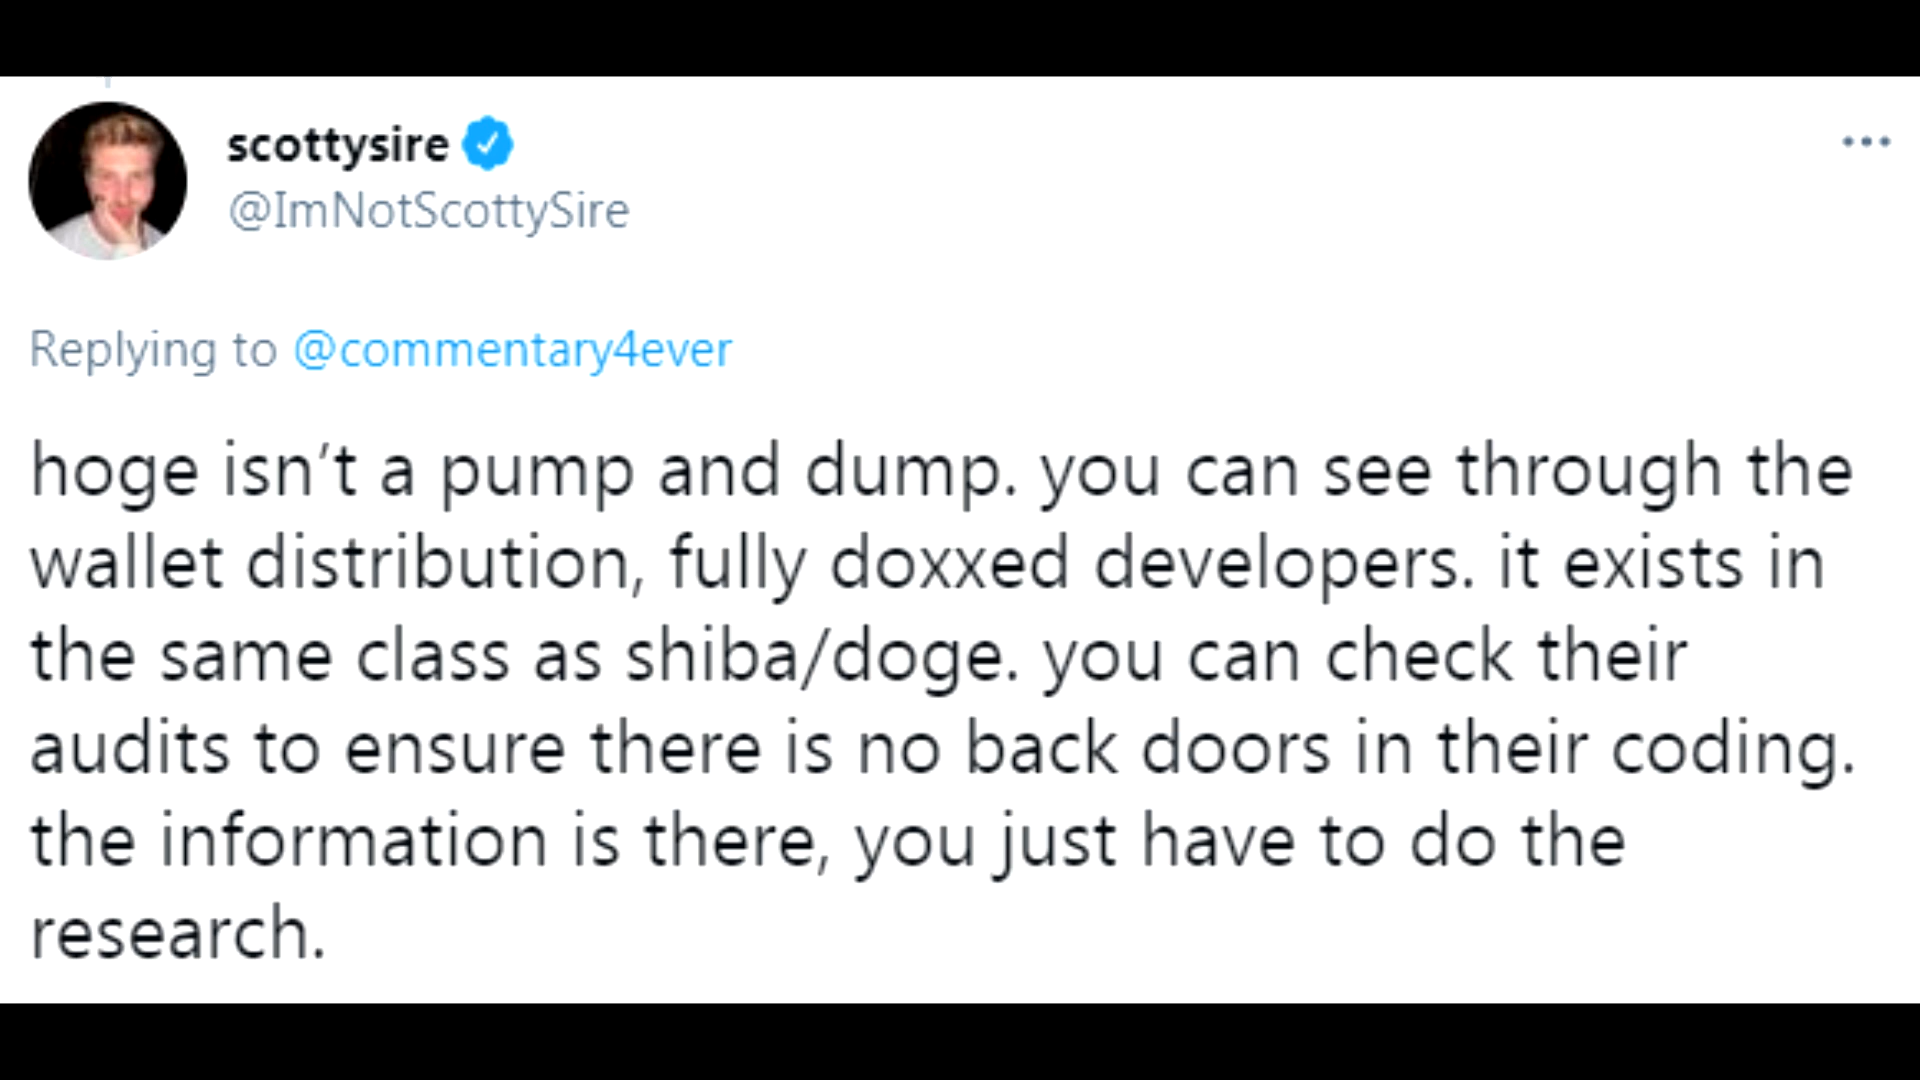 scottysire
@ImNotScottySire
Replying to @commentary4ever
hoge isn’t a pump and dump. you can see through the
wallet distribution, fully doxxed developers. it exists in
the same class as shiba/doge. you can check their
audits to ensure there is no back doors in their coding.
the information is there, you just have to do the
research.